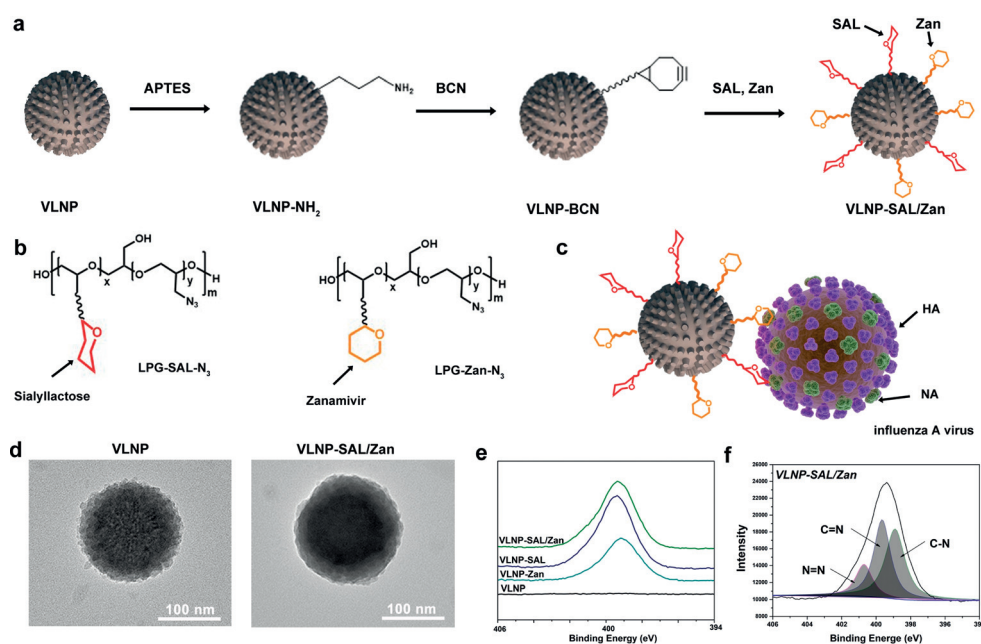 a
SAL
Zan
APTES
BCN
SAL, Zan
NH₂
VLNP
VLNP-NH₂
VLNP-BCN
VLNP-SAL/Zan
b
OH
HO
O
x
O
y
O
H
m
N₃
Sialyllactose
O
LPG-SAL-N₃
OH
HO
O
x
O
y
O
H
m
N₃
O
Zanamivir
LPG-Zan-N₃
c
HA
NA
influenza A virus
d
VLNP
VLNP-SAL/Zan
100 nm
100 nm
e
VLNP-SAL/Zan
VLNP-SAL
VLNP-Zan
VLNP
406
400
394
Binding Energy (eV)
f
VLNP-SAL/Zan
26000
24000
22000
20000
18000
16000
14000
12000
10000
Intensity
C=N
C-N
N=N
406
404
402
400
398
396
394
392
Binding Energe (eV)